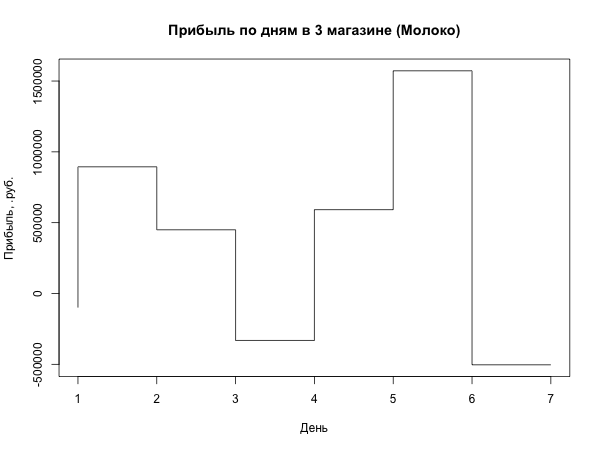 Прибыль по дням в 3 магазине (Молоко)
Прибыль, .руб.
1500000
1000000
500000
0
-500000
1 2 3 4 5 6 7
День